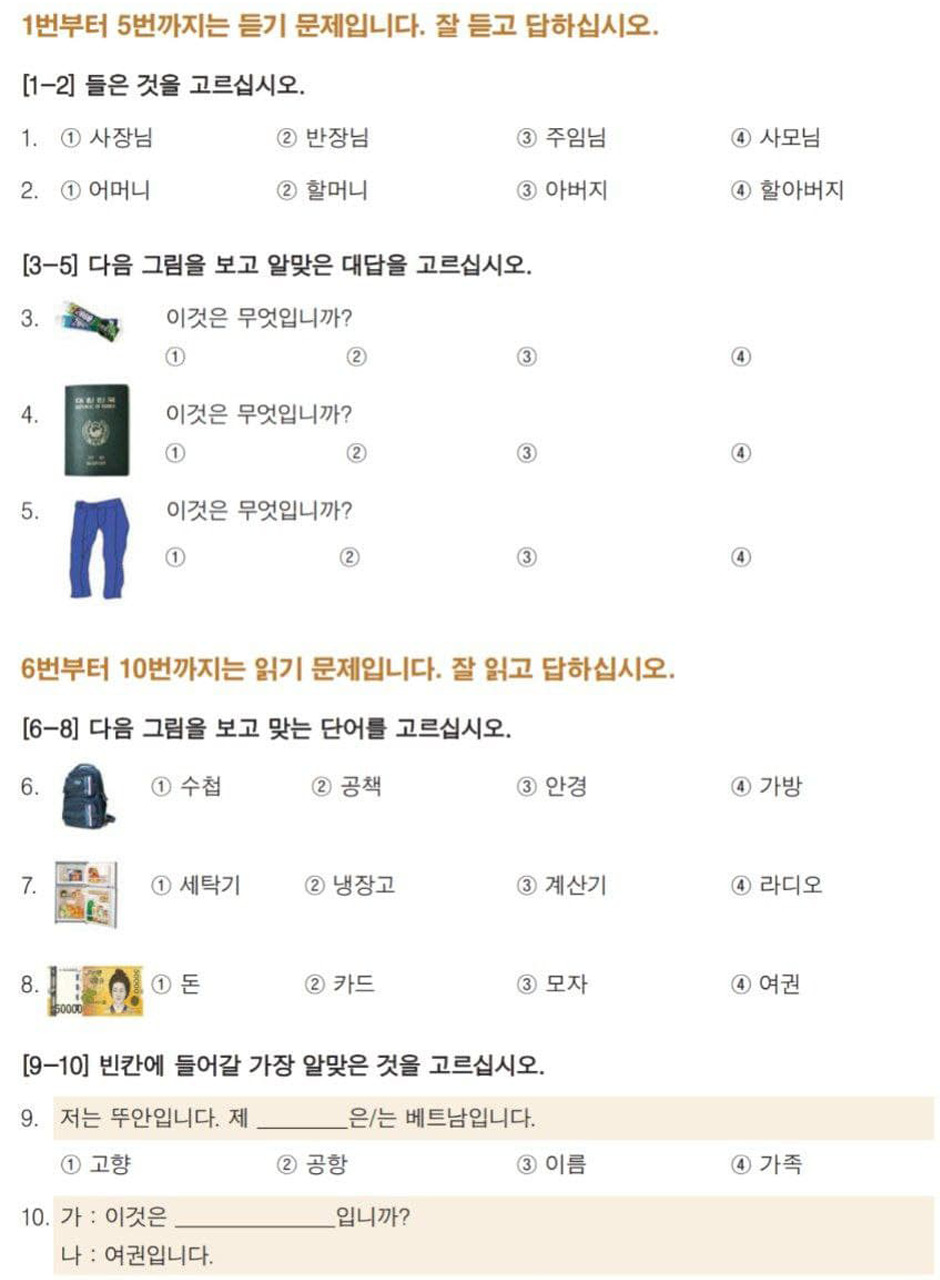 1번부터 5번까지는 듣기 문제입니다. 잘 듣고 답하십시오.
[1-2] 들은 것을 고르십시오.
1. ① 사장님 ② 반장님 ③ 주임님 ④ 사모님
2. ① 어머니 ② 할머니 ③ 아버지 ④ 할아버지
[3-5] 다음 그림을 보고 알맞은 대답을 고르십시오.
3. 이것은 무엇입니까?
① ② ③ ④
대한민국
REPUBLIC OF KOREA
4. 이것은 무엇입니까?
여권
PASSPORT
① ② ③ ④
5. 이것은 무엇입니까?
① ② ③ ④
6번부터 10번까지는 읽기 문제입니다. 잘 읽고 답하십시오.
[6-8] 다음 그림을 보고 맞는 단어를 고르십시오.
6. ① 수첩 ② 공책 ③ 안경 ④ 가방
7. ① 세탁기 ② 냉장고 ③ 계산기 ④ 라디오
8. ① 돈 ② 카드 ③ 모자 ④ 여권
50000
50000
[9-10] 빈칸에 들어갈 가장 알맞은 것을 고르십시오.
9. 저는 뚜안입니다. 제 ________은/는 베트남입니다.
① 고향 ② 공항 ③ 이름 ④ 가족
10. 가 : 이것은 ______________입니까?
나 : 여권입니다.